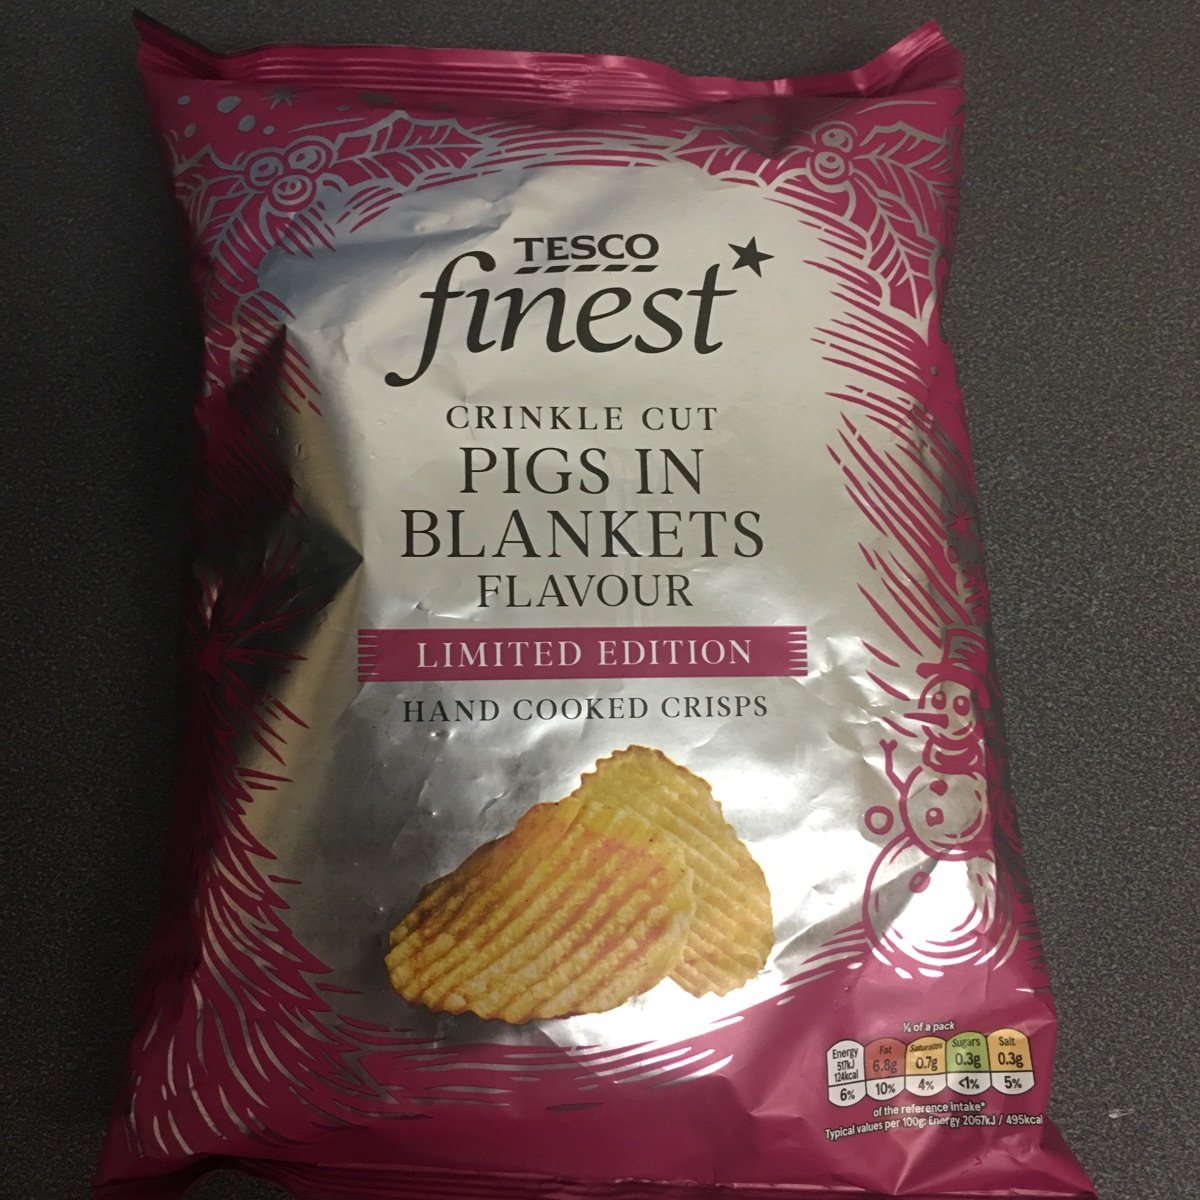 TESCO
finest
CRINKLE CUT
PIGS IN
BLANKETS
FLAVOUR
LIMITED EDITION
HAND COOKED CRISPS
of a pack
Energy Fat Saturates Sugars Salt
517kJ 124kcal 6.8g 0.7g 0.3g 0.3g
6% 10% 4% <1% 5%
of the reference intake*
Typical values per 100g: Energy 2067kJ / 495kcal